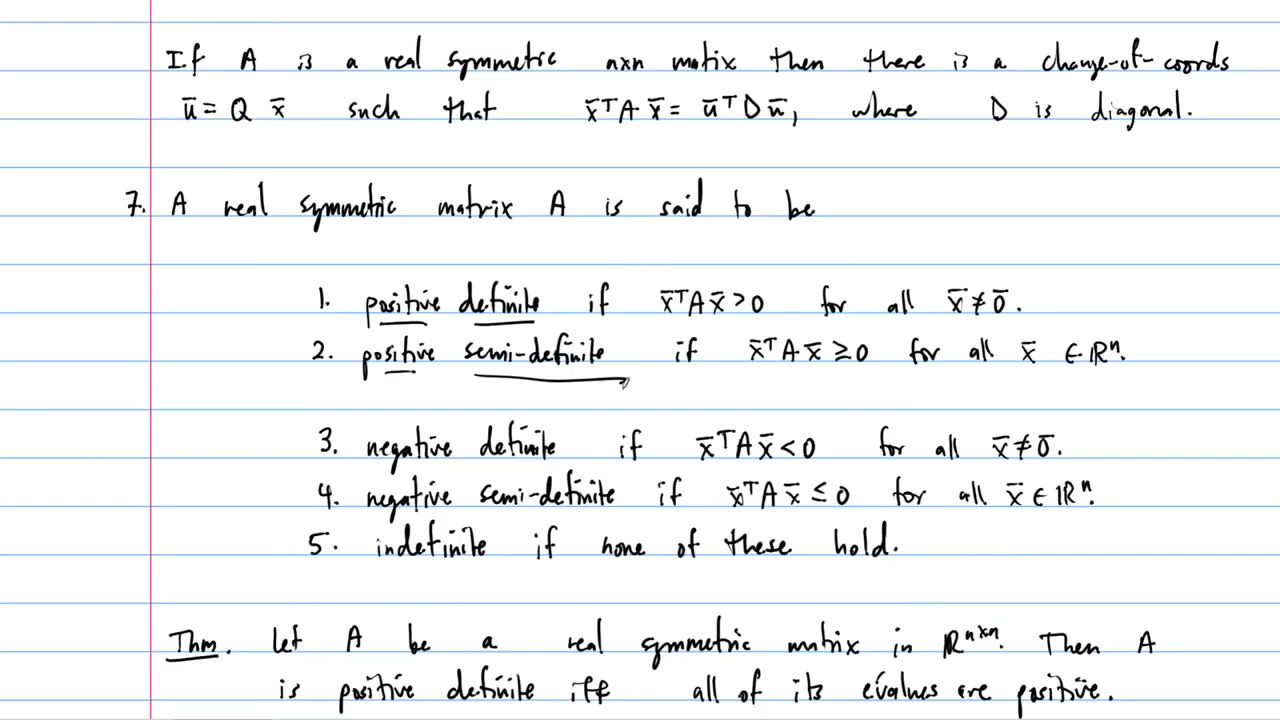 If A is a real symmetric nxn matix then there is a change-of-coords
ū = Q x̄ such that x̄ᵀA x̄ = ūᵀDū, where D is diagonal.
7. A real symmetric matrix A is said to be
1. positive definite if x̄ᵀA x̄ > 0 for all x̄ ≠ 0̄.
2. positive semi-definite if x̄ᵀA x̄ ≥ 0 for all x̄ ∈ ℝⁿ.
3. negative definite if x̄ᵀA x̄ < 0 for all x̄ ≠ 0̄.
4. negative semi-definite if x̄ᵀA x̄ ≤ 0 for all x̄ ∈ ℝⁿ.
5. indefinite if none of these hold.
Thm. Let A be a real symmetric matrix in ℝⁿˣⁿ. Then A
is positive definite iff all of its evalues are positive.